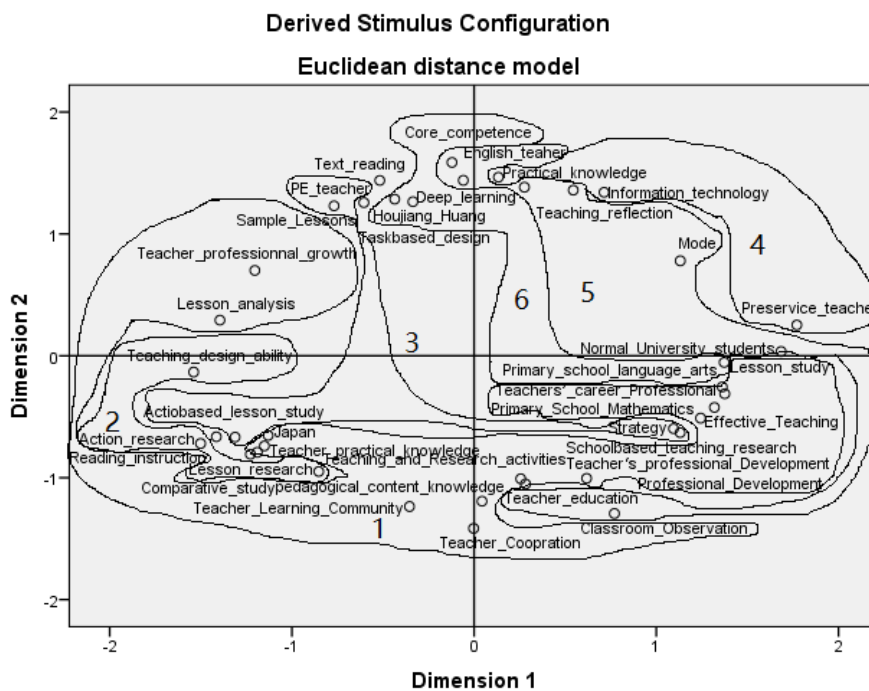 Derived Stimulus Configuration
Euclidean distance model
2
Core_competence
English_teaher
Text_reading
Practical_knowledge
PE_teacher
Deep_learning
Information_technology
Sample_Lessons
Houjiang_Huang
Teaching_reflection
Taskbased_design
1
Teacher_professionnal_growth
Mode
4
6
5
Lesson_analysis
Preservice_teache
3
Normal_University_students
0
Teaching_design_ability
Primary_school_language_arts
Lesson_study
Teachers'_career_Professional
2
Actiobased_lesson_study
Primary_School_Mathematics
Effective_Teaching
Action_research
Japan
Strategy
Teacher_practical_knowledge
Schoolbased_teaching_research
Reading_instruction
Teaching_and_Research_activities
Lesson_research
Teacher's_professional_Development
-1
Comparative_study
pedagogical_content_knowledge
Professional_Development
Teacher_Learning_Community
Teacher_education
1
Classroom_Observation
Teacher_Coopration
-2
-2
-1
0
1
2
Dimension 1
Dimension 2